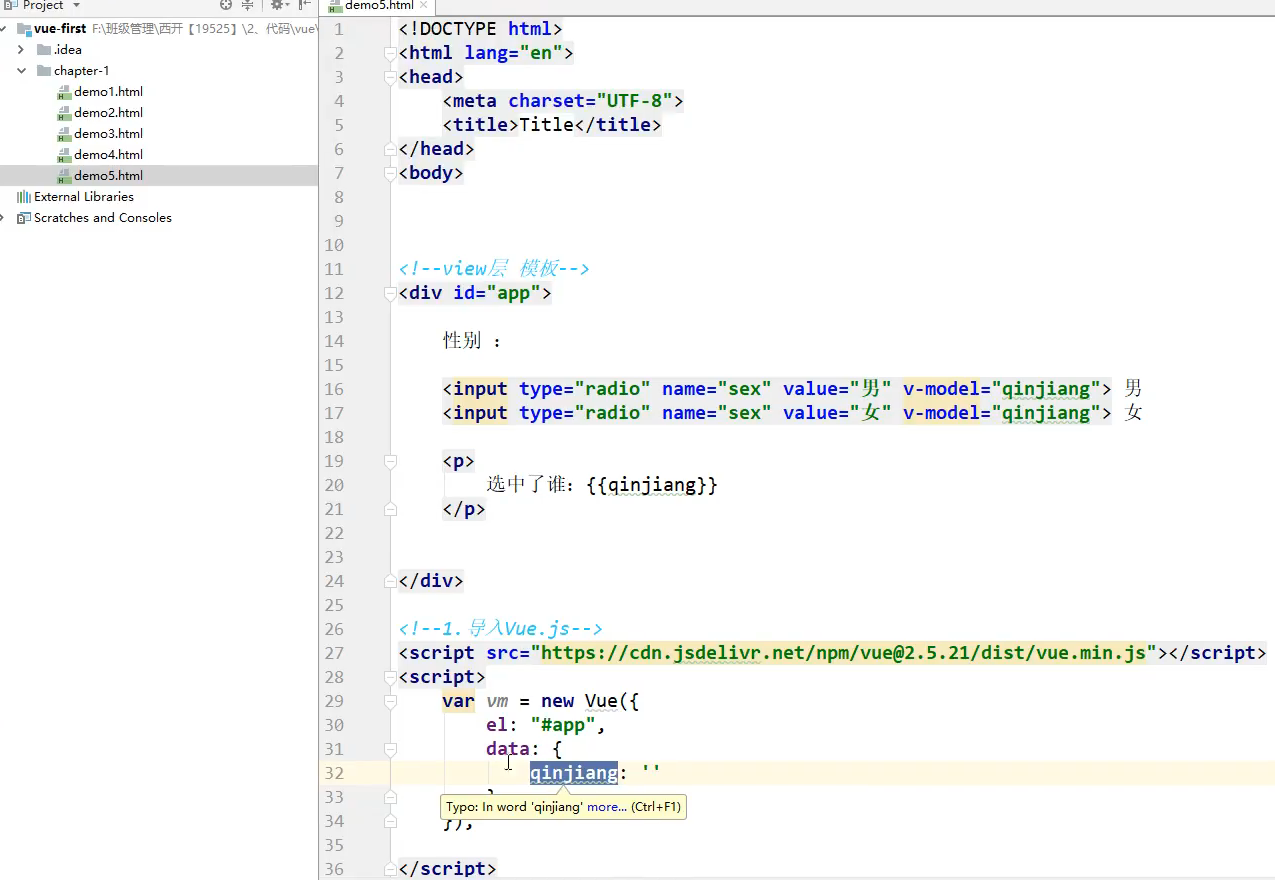 Project
demo5.html
vue-first F:\班级管理\西开【19525】\2、代码\vue\
.idea
chapter-1
demo1.html
demo2.html
demo3.html
demo4.html
demo5.html
External Libraries
Scratches and Consoles
1 <!DOCTYPE html>
2 <html lang="en">
3 <head>
4 <meta charset="UTF-8">
5 <title>Title</title>
6 </head>
7 <body>
8
9
10
11 <!--view层 模板-->
12 <div id="app">
13
14 性别 :
15
16 <input type="radio" name="sex" value="男" v-model="qinjiang"> 男
17 <input type="radio" name="sex" value="女" v-model="qinjiang"> 女
18
19 <p>
20 选中了谁: {{qinjiang}}
21 </p>
22
23
24 </div>
25
26 <!--1.导入Vue.js-->
27 <script src="https://cdn.jsdelivr.net/npm/vue@2.5.21/dist/vue.min.js"></script>
28 <script>
29 var vm = new Vue({
30 el: "#app",
31 data: {
32 qinjiang: ''
33 }
Typo: In word 'qinjiang' more... (Ctrl+F1)
34 });
35
36 </script>